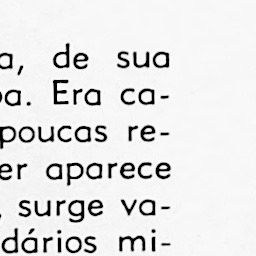 a, de sua
pa. Era ca-
poucas re-
er aparece
, surge va-
dários mi-